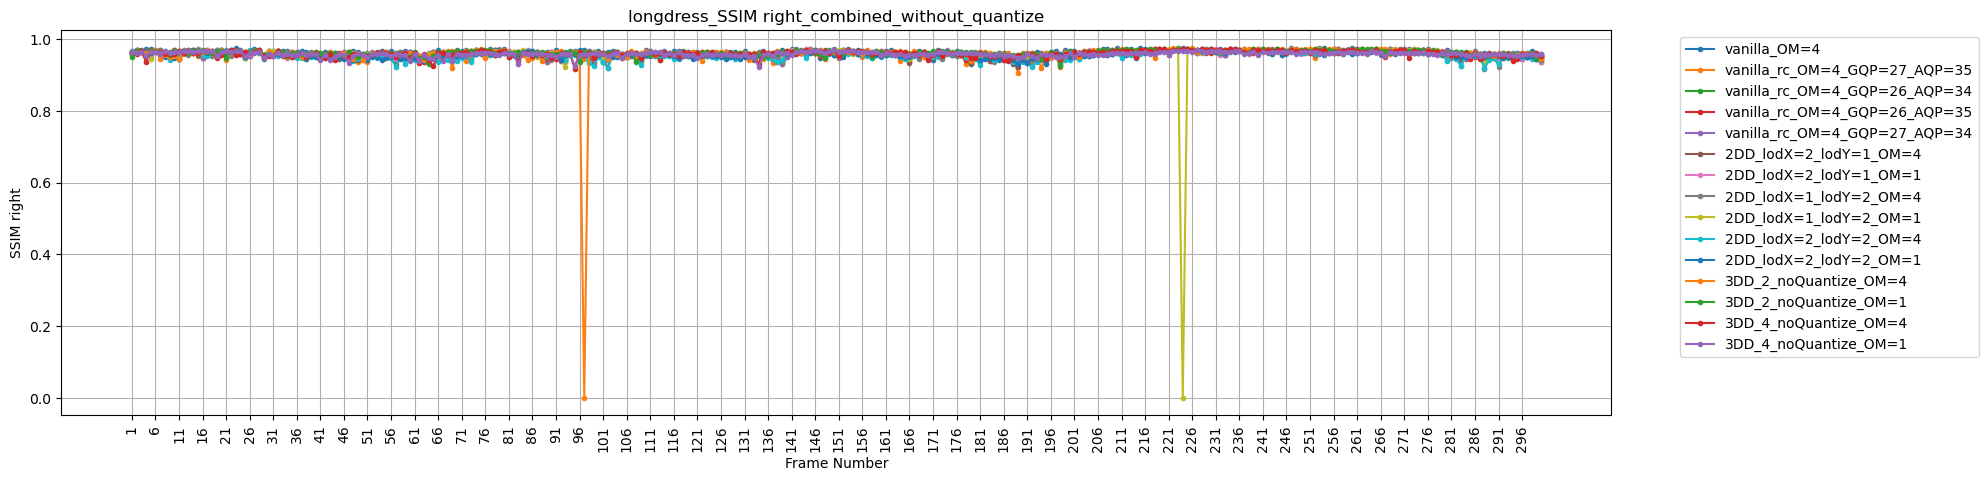 longdress_SSIM right_combined_without_quantize
SSIM right
1.0
0.8
0.6
0.4
0.2
0.0
1 6 11 16 21 26 31 36 41 46 51 56 61 66 71 76 81 86 91 96 101 106 111 116 121 126 131 136 141 146 151 156 161 166 171 176 181 186 191 196 201 206 211 216 221 226 231 236 241 246 251 256 261 266 271 276 281 286 291 296
Frame Number
vanilla_OM=4
vanilla_rc_OM=4_GQP=27_AQP=35
vanilla_rc_OM=4_GQP=26_AQP=34
vanilla_rc_OM=4_GQP=26_AQP=35
vanilla_rc_OM=4_GQP=27_AQP=34
2DD_lodX=2_lodY=1_OM=4
2DD_lodX=2_lodY=1_OM=1
2DD_lodX=1_lodY=2_OM=4
2DD_lodX=1_lodY=2_OM=1
2DD_lodX=2_lodY=2_OM=4
2DD_lodX=2_lodY=2_OM=1
3DD_2_noQuantize_OM=4
3DD_2_noQuantize_OM=1
3DD_4_noQuantize_OM=4
3DD_4_noQuantize_OM=1